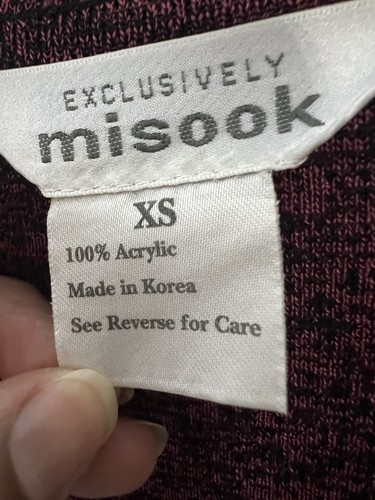 EXCLUSIVELY
misook
XS
100% Acrylic
Made in Korea
See Reverse for Care